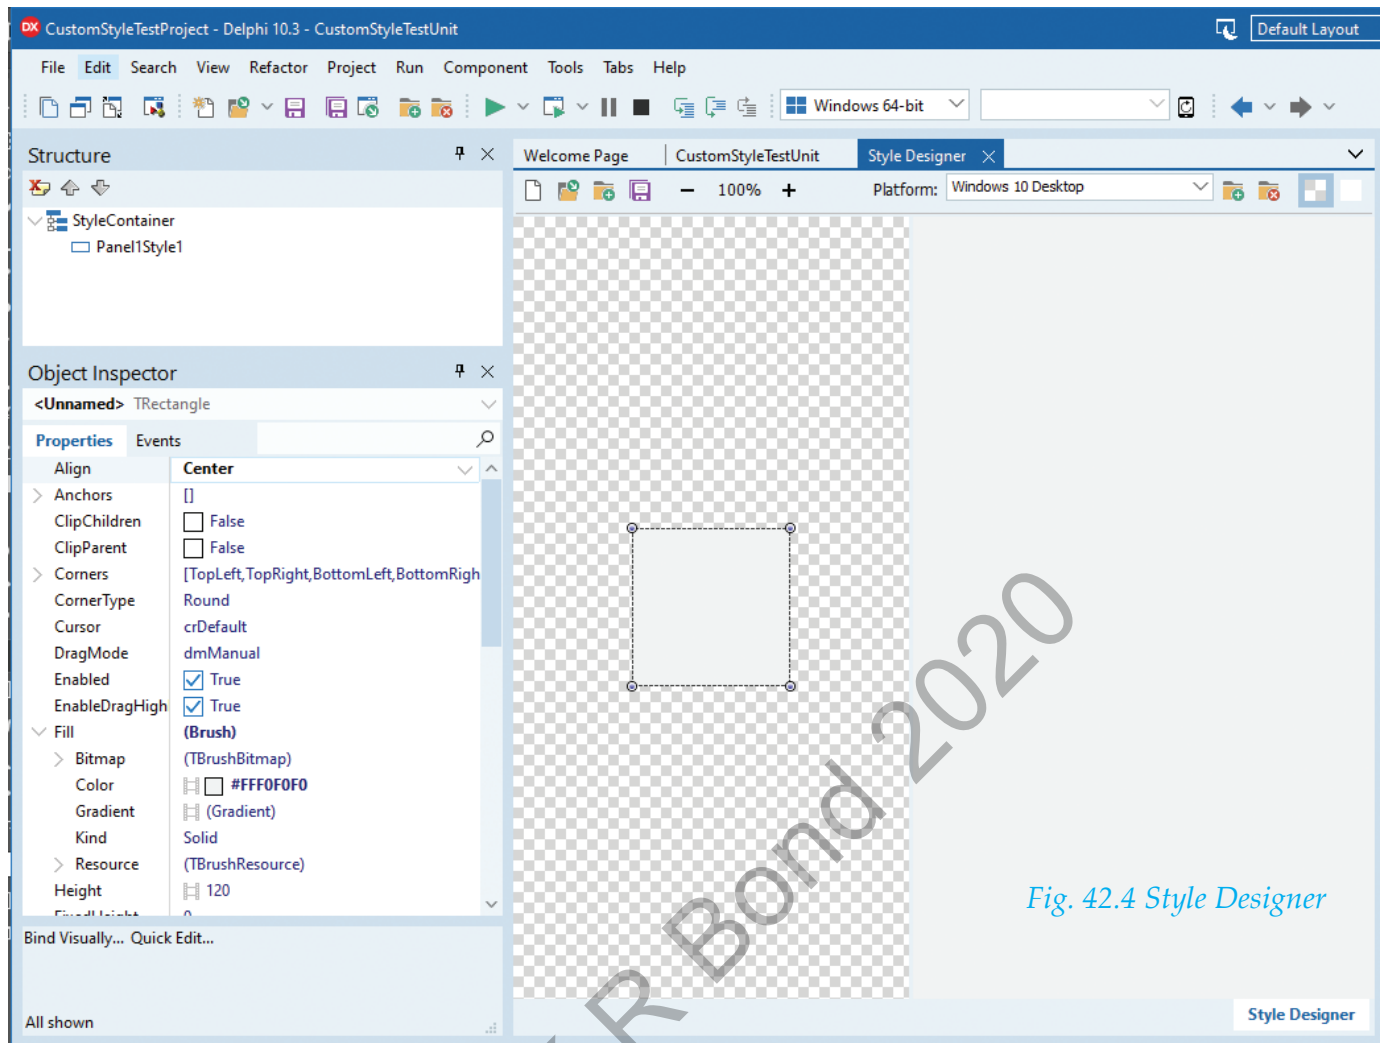 DX CustomStyleTestProject - Delphi 10.3 - CustomStyleTestUnit
Default Layout
File Edit Search View Refactor Project Run Component Tools Tabs Help
Windows 64-bit
Structure
StyleContainer
Panel1Style1
Object Inspector
<Unnamed> TRectangle
Properties Events
Align Center
Anchors []
ClipChildren False
ClipParent False
Corners [TopLeft,TopRight,BottomLeft,BottomRigh
CornerType Round
Cursor crDefault
DragMode dmManual
Enabled True
EnableDragHigh True
Fill (Brush)
Bitmap (TBrushBitmap)
Color #FFF0F0F0
Gradient (Gradient)
Kind Solid
Resource (TBrushResource)
Height 120
FixedHeight 0
Bind Visually... Quick Edit...
All shown
Welcome Page CustomStyleTestUnit Style Designer
100% Platform: Windows 10 Desktop
R Bond 2020
Fig. 42.4 Style Designer
Style Designer